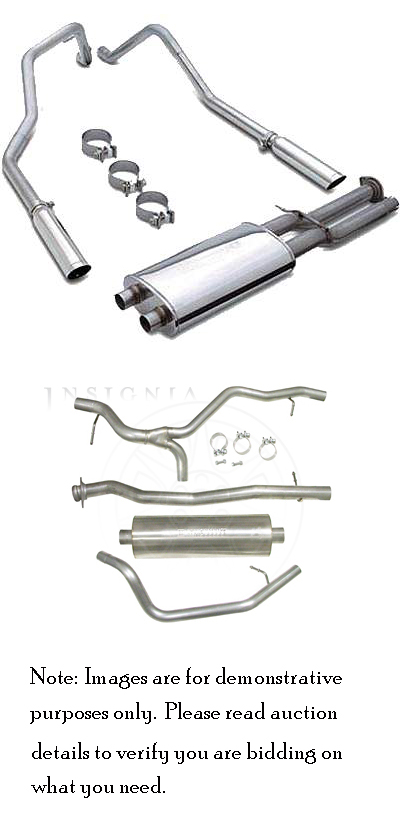 INSIGNIA
Note: Images are for demonstrative
purposes only. Please read auction
details to verify you are bidding on
what you need.